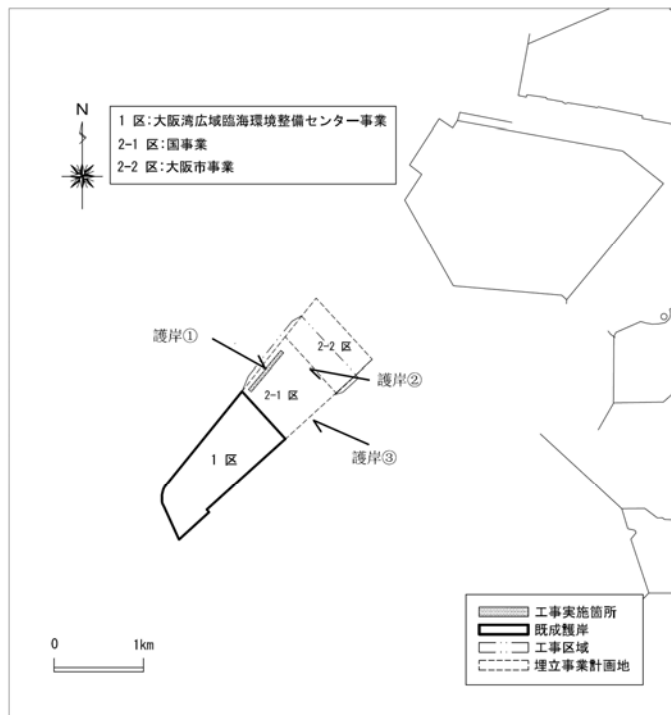 N
1 区：大阪湾広域臨海環境整備センター事業
2-1 区：国事業
2-2 区：大阪市事業
護岸①
2-2 区
護岸②
2-1 区
護岸③
1 区
工事実施箇所
既成護岸
工事区域
埋立事業計画地
0 1km